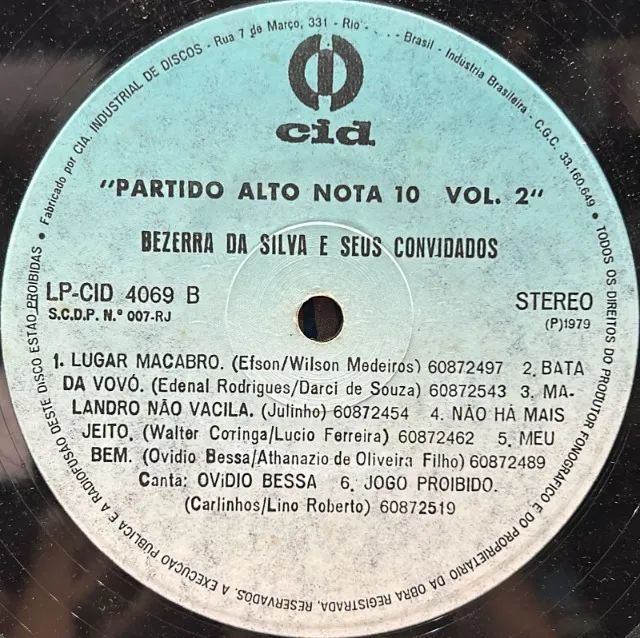 Fabricado por CIA. INDUSTRIAL DE DISCOS - Rua 7 de Março, 331 - Rio - Brasil - Industria Brasileira - C.G.C. 33.160.649 •
cid
"PARTIDO ALTO NOTA 10 VOL. 2"
BEZERRA DA SILVA E SEUS CONVIDADOS
LP-CID 4069 B
S.C.D.P. N.º 007-RJ
STEREO
(P)1979
1. LUGAR MACABRO. (Efson/Wilson Medeiros) 60872497 2. BATA
DA VOVÓ. (Edenal Rodrigues/Darci de Souza) 60872543 3. MA-
LANDRO NÃO VACILA. (Julinho) 60872454 4. NÃO HÁ MAIS
JEITO. (Walter Coringa/Lucio Ferreira) 60872462 5. MEU
BEM. (Ovidio Bessa/Athanazio de Oliveira Filho) 60872489
Canta: OVÍDIO BESSA 6. JOGO PROIBIDO.
(Carlinhos/Lino Roberto) 60872519
TODOS OS DIREITOS DO PRODUTOR FONOGRAFICO E DO PROPRIETARIO DA OBRA REGISTRADA, RESERVADOS. A EXECUÇÃO PUBLICA E A RADIOFUSÃO DESTE DISCO ESTÃO PROIBIDAS •